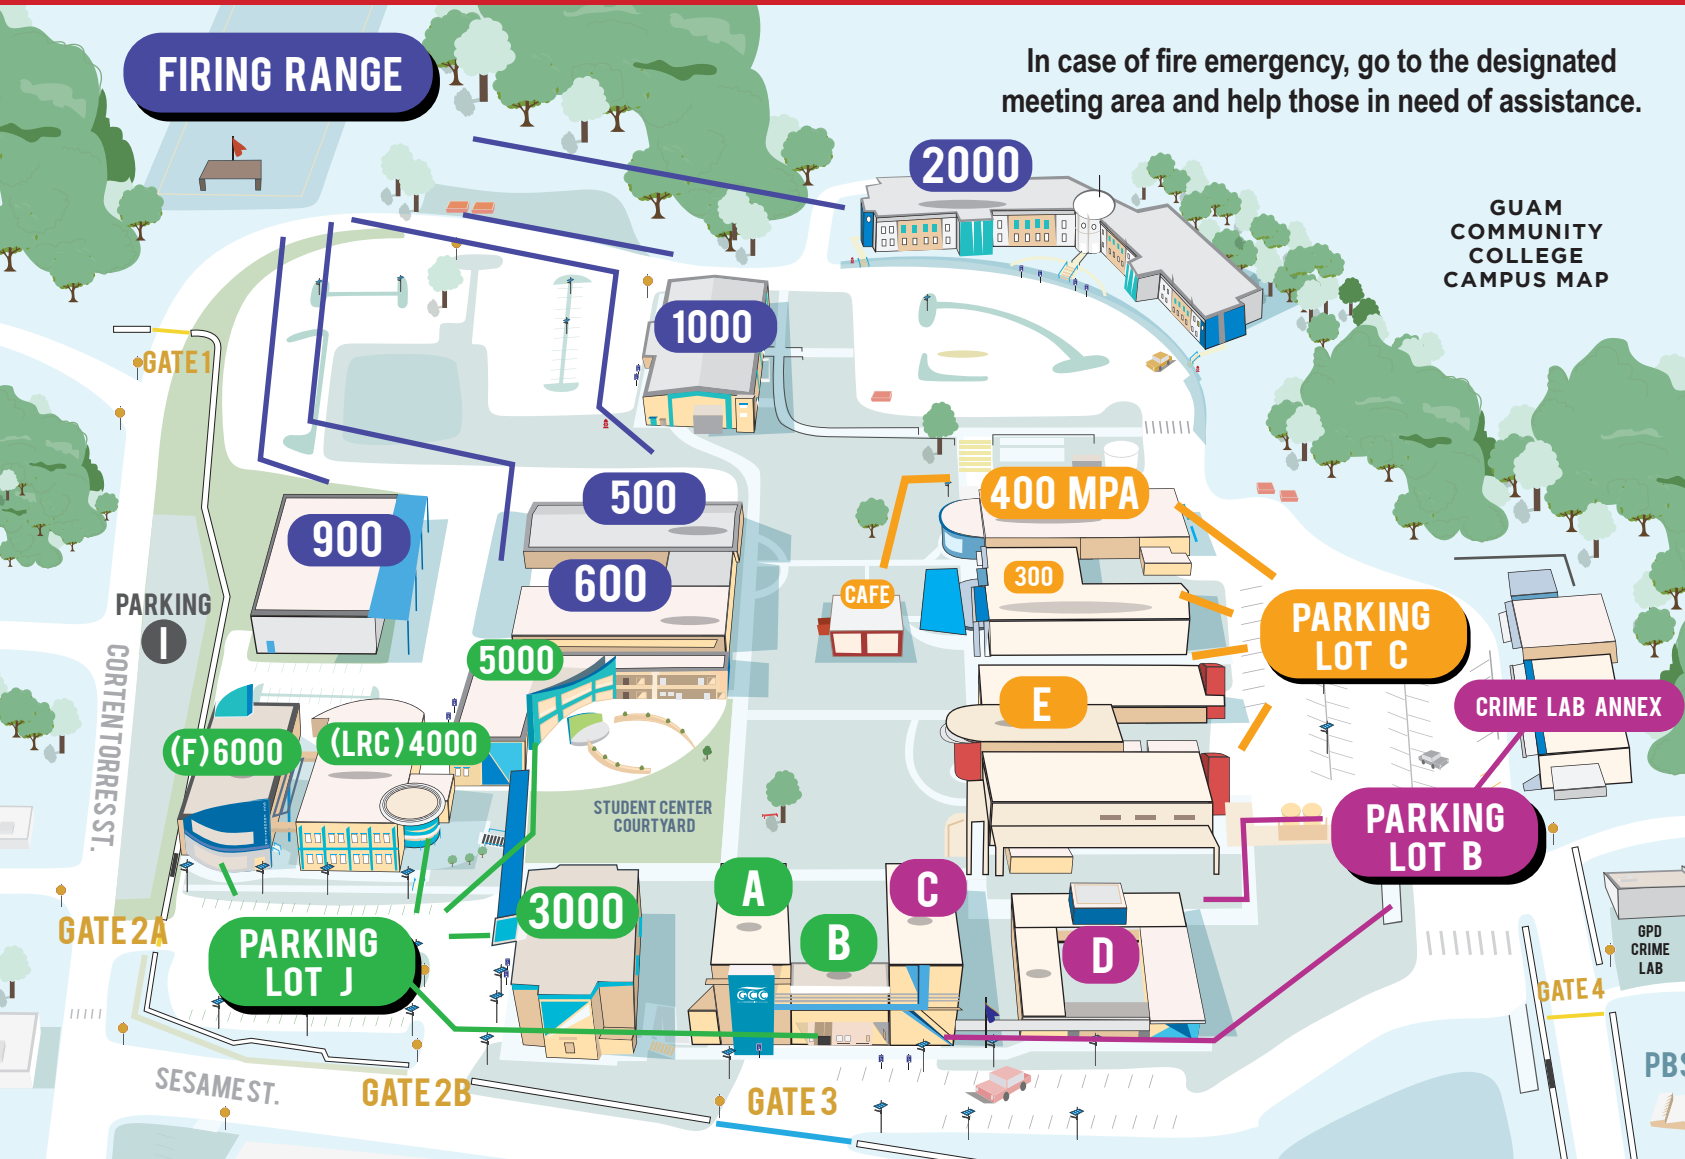 FIRING RANGE
In case of fire emergency, go to the designated
meeting area and help those in need of assistance.
2000
GUAM
COMMUNITY
COLLEGE
CAMPUS MAP
1000
GATE 1
500
400 MPA
900
600
300
CAFE
PARKING
I
PARKING
LOT C
5000
CORTEN TORRES ST.
E
CRIME LAB ANNEX
(F) 6000
(LRC) 4000
STUDENT CENTER
COURTYARD
PARKING
LOT B
A
C
3000
B
GATE 2A
PARKING
LOT J
D
GPD
CRIME
LAB
GCC
GATE 4
SESAME ST.
GATE 2B
GATE 3
PBS